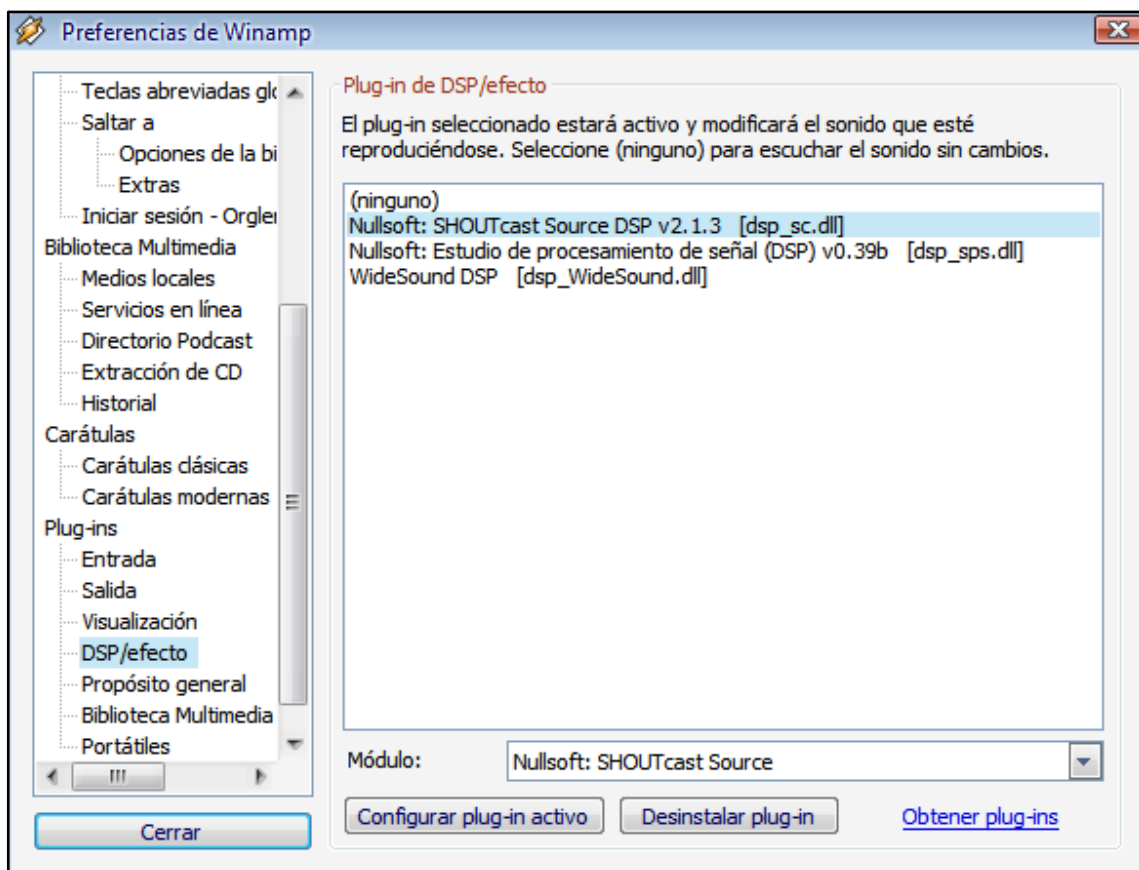 Preferencias de Winamp
Teclas abreviadas glo
Saltar a
Opciones de la bi
Extras
Iniciar sesión - Orgler
Biblioteca Multimedia
Medios locales
Servicios en línea
Directorio Podcast
Extracción de CD
Historial
Carátulas
Carátulas clásicas
Carátulas modernas
Plug-ins
Entrada
Salida
Visualización
DSP/efecto
Propósito general
Biblioteca Multimedia
Portátiles
Cerrar
Plug-in de DSP/efecto
El plug-in seleccionado estará activo y modificará el sonido que esté
reproduciéndose. Seleccione (ninguno) para escuchar el sonido sin cambios.
(ninguno)
Nullsoft: SHOUTcast Source DSP v2.1.3 [dsp_sc.dll]
Nullsoft: Estudio de procesamiento de señal (DSP) v0.39b [dsp_sps.dll]
WideSound DSP [dsp_WideSound.dll]
Módulo: Nullsoft: SHOUTcast Source
Configurar plug-in activo Desinstalar plug-in Obtener plug-ins